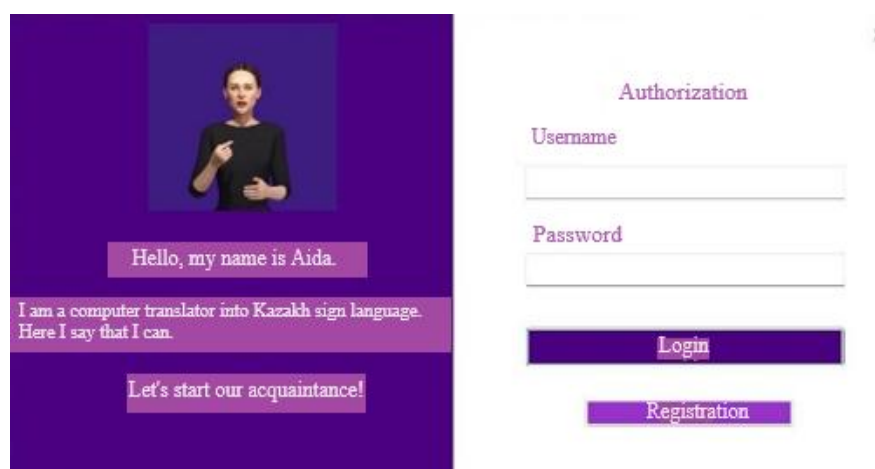 Hello, my name is Aida.
I am a computer translator into Kazakh sign language.
Here I say that I can.
Let's start our acquaintance!
Authorization
Username
Password
Login
Registration